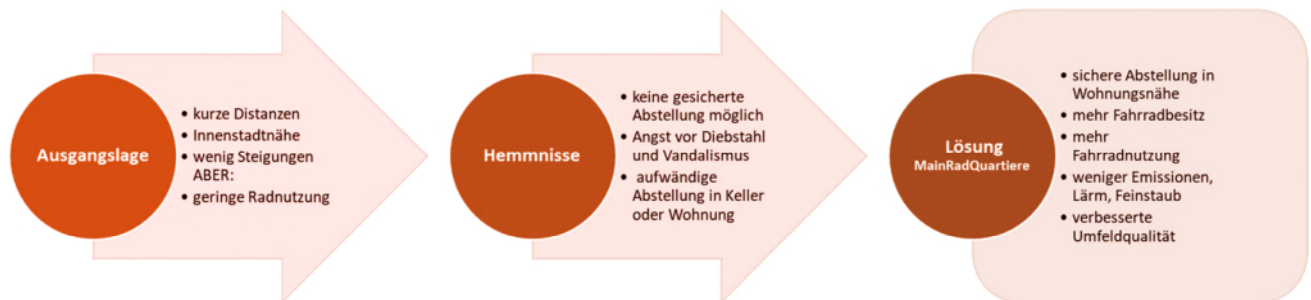 Ausgangslage
• kurze Distanzen
• Innenstadtnähe
• wenig Steigungen
ABER:
• geringe Radnutzung
Hemmnisse
• keine gesicherte
Abstellung möglich
• Angst vor Diebstahl
und Vandalismus
• aufwändige
Abstellung in Keller
oder Wohnung
Lösung
MainRadQuartiere
• sichere Abstellung in
Wohnungsnähe
• mehr Fahrradbesitz
• mehr
Fahrradnutzung
• weniger Emissionen,
Lärm, Feinstaub
• verbesserte
Umfeldqualität